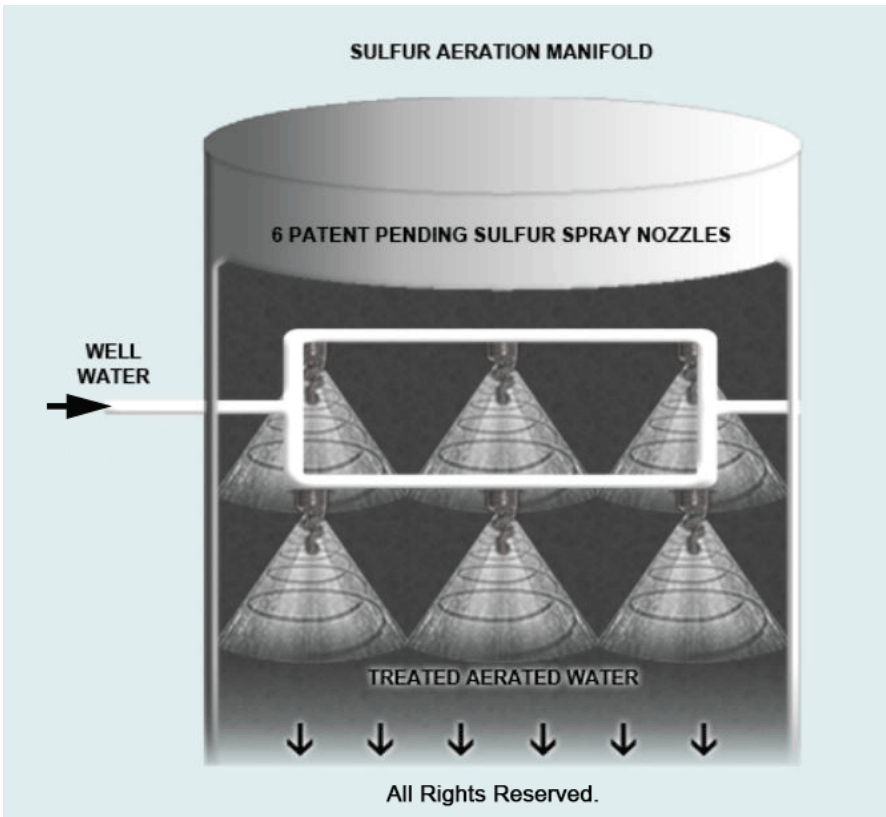 SULFUR AERATION MANIFOLD
6 PATENT PENDING SULFUR SPRAY NOZZLES
WELL
WATER
TREATED AERATED WATER
All Rights Reserved.